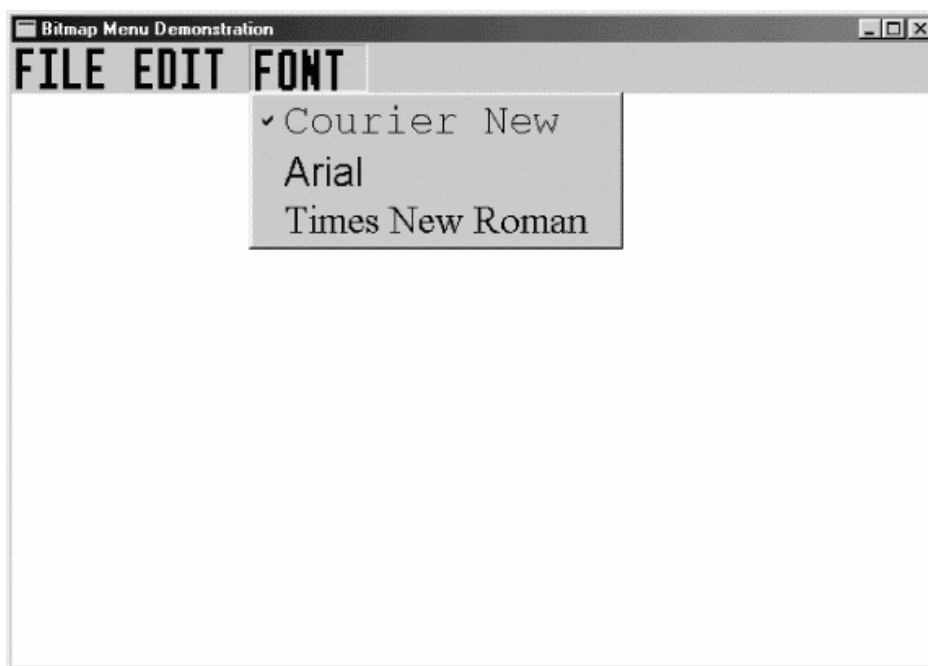 Bitmap Menu Demonstration
FILE EDIT FONT
Courier New
Arial
Times New Roman